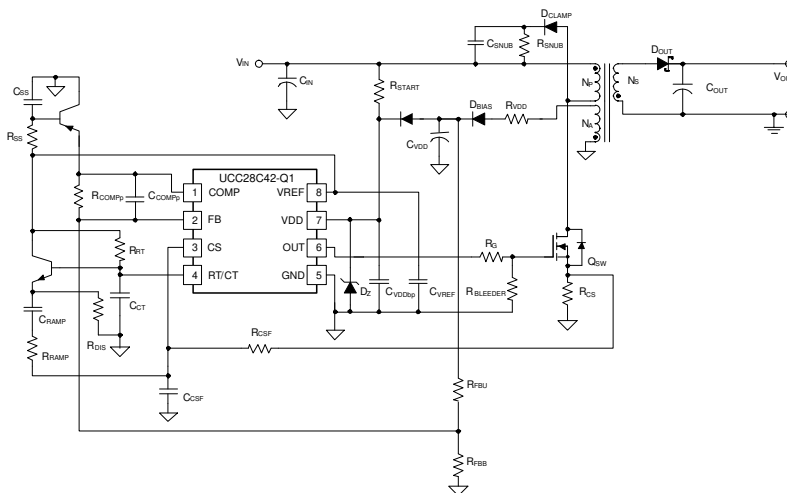 DCLAMP
CSNUB
RSNUB
VIN
CIN
RSTART
NP
NS
DOUT
COUT
VO
CSS
RSS
DBIAS
RVDD
NA
CVDD
UCC28C42-Q1
RCOMPp
CCOMPp
1 COMP VREF 8
2 FB VDD 7
3 CS OUT 6
4 RT/CT GND 5
RRT
RG
QSW
CCT
DZ
CVDDbp
CVREF
RBLEEDER
RCS
CRAMP
RDIS
RRAMP
RCSF
CCSF
RFBU
RFBB